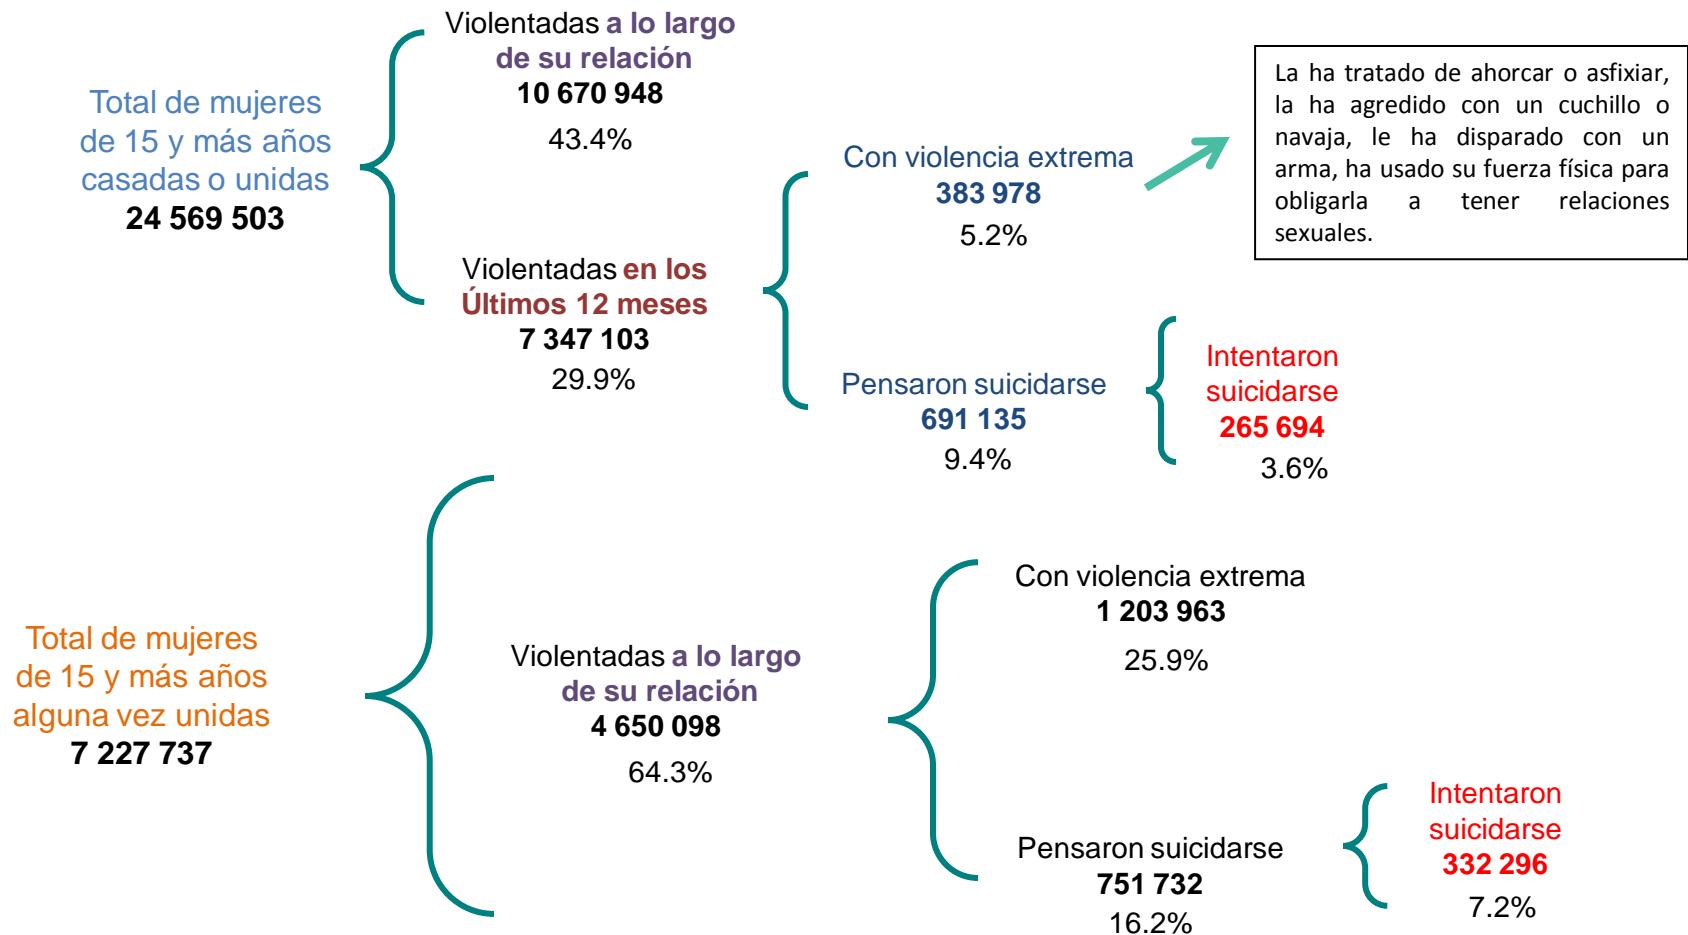 Total de mujeres
de 15 y más años
casadas o unidas
24 569 503
Violentadas a lo largo
de su relación
10 670 948
43.4%
Violentadas en los
Últimos 12 meses
7 347 103
29.9%
Con violencia extrema
383 978
5.2%
La ha tratado de ahorcar o asfixiar,
la ha agredido con un cuchillo o
navaja, le ha disparado con un
arma, ha usado su fuerza física para
obligarla a tener relaciones
sexuales.
Pensaron suicidarse
691 135
9.4%
Intentaron
suicidarse
265 694
3.6%
Total de mujeres
de 15 y más años
alguna vez unidas
7 227 737
Violentadas a lo largo
de su relación
4 650 098
64.3%
Con violencia extrema
1 203 963
25.9%
Pensaron suicidarse
751 732
16.2%
Intentaron
suicidarse
332 296
7.2%